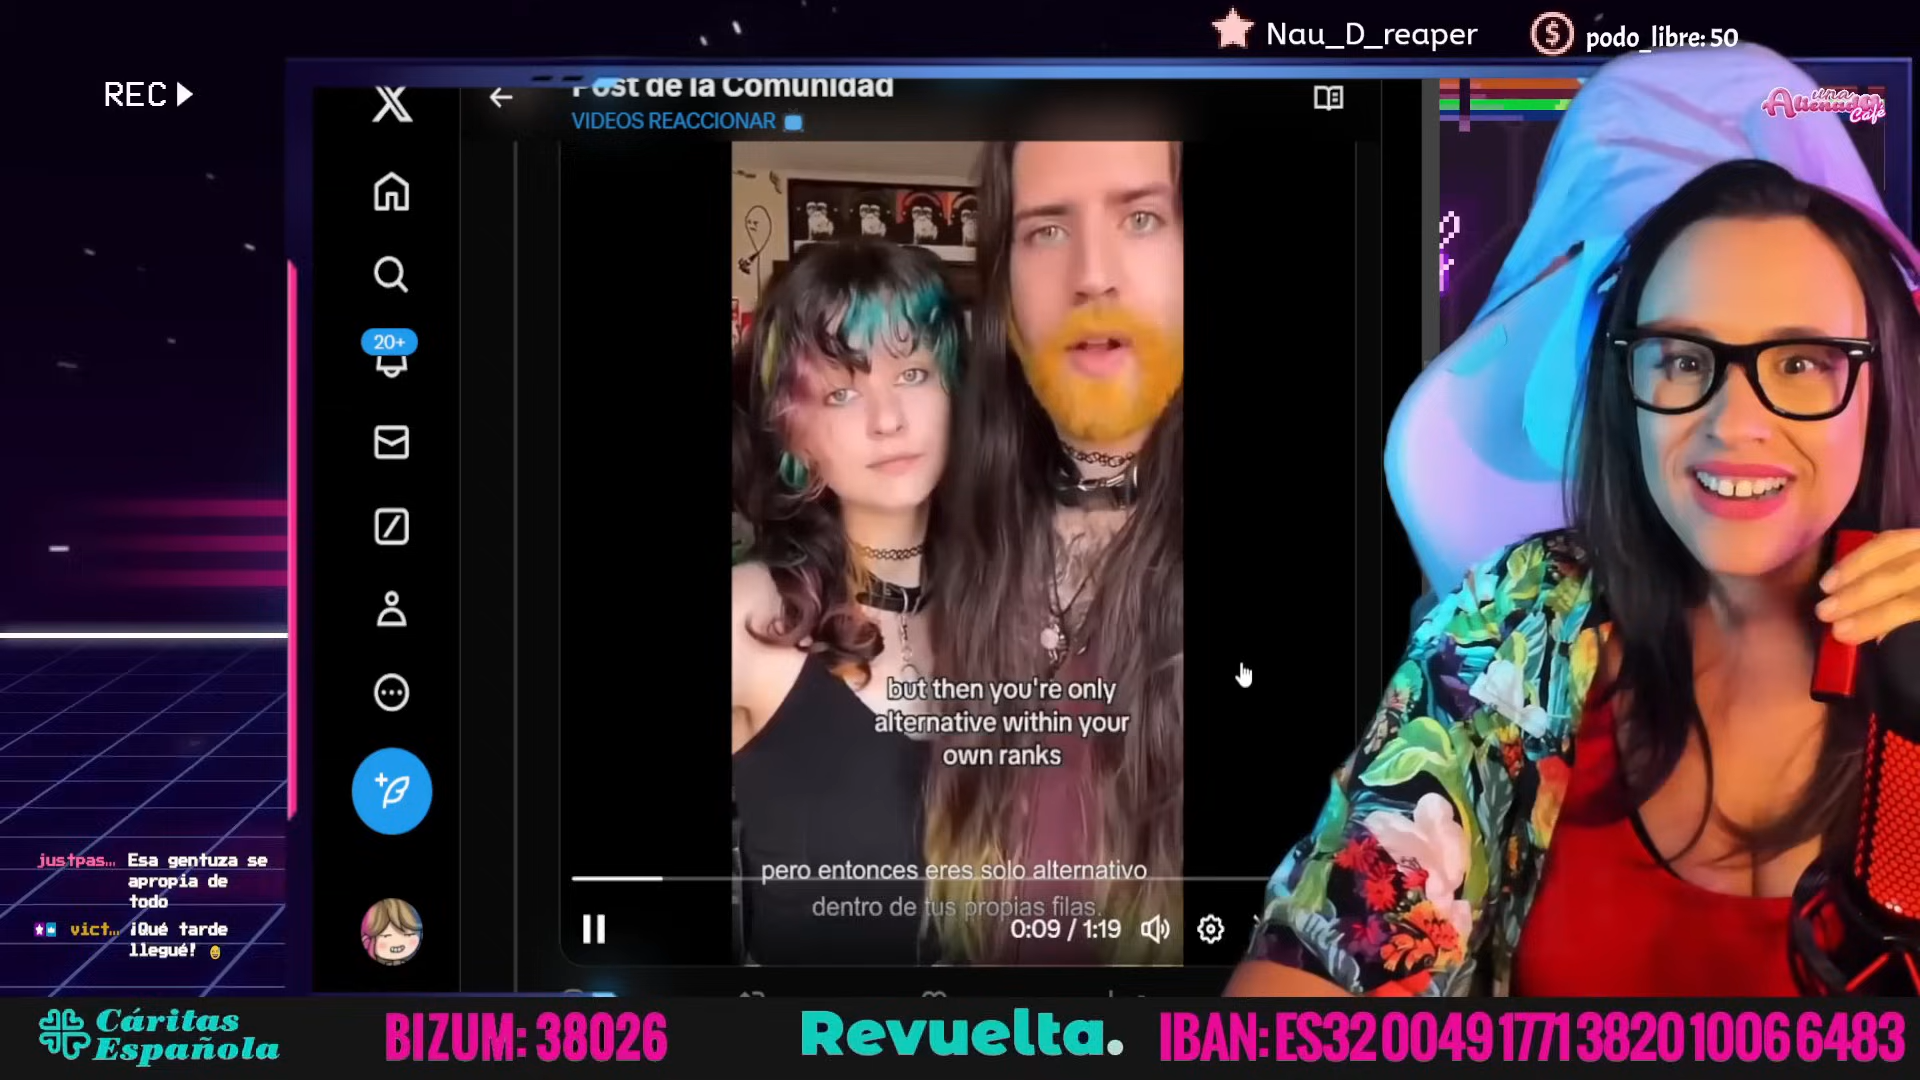 Nau_D_reaper
podo_libre: 50
REC
Post de la Comunidad
VIDEOS REACCIONAR
una
Alienada
Café
20+
but then you're only
alternative within your
own ranks
pero entonces eres solo alternativo
dentro de tus propias filas.
0:09 / 1:19
justpas... Esa gentuza se
apropia de
todo
vict... ¡Qué tarde
llegué!
Cáritas
Española
BIZUM: 38026
Revuelta.
IBAN: ES32 0049 1771 3820 1006 6483